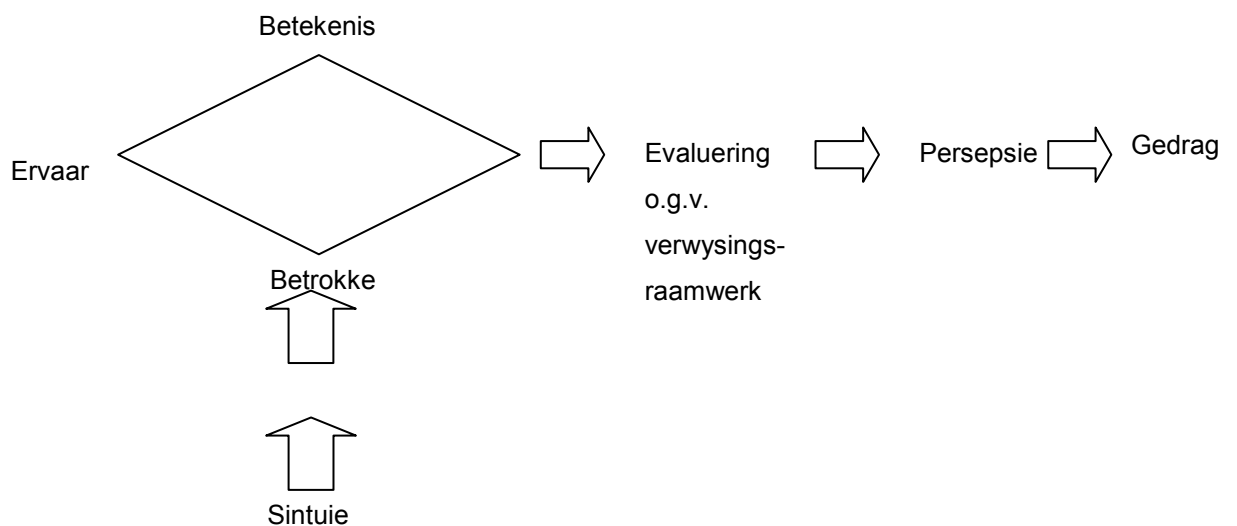 Betekenis
Ervaar
Evaluering
o.g.v.
verwysings-
raamwerk
Persepsie
Gedrag
Betrokke
Sintuie